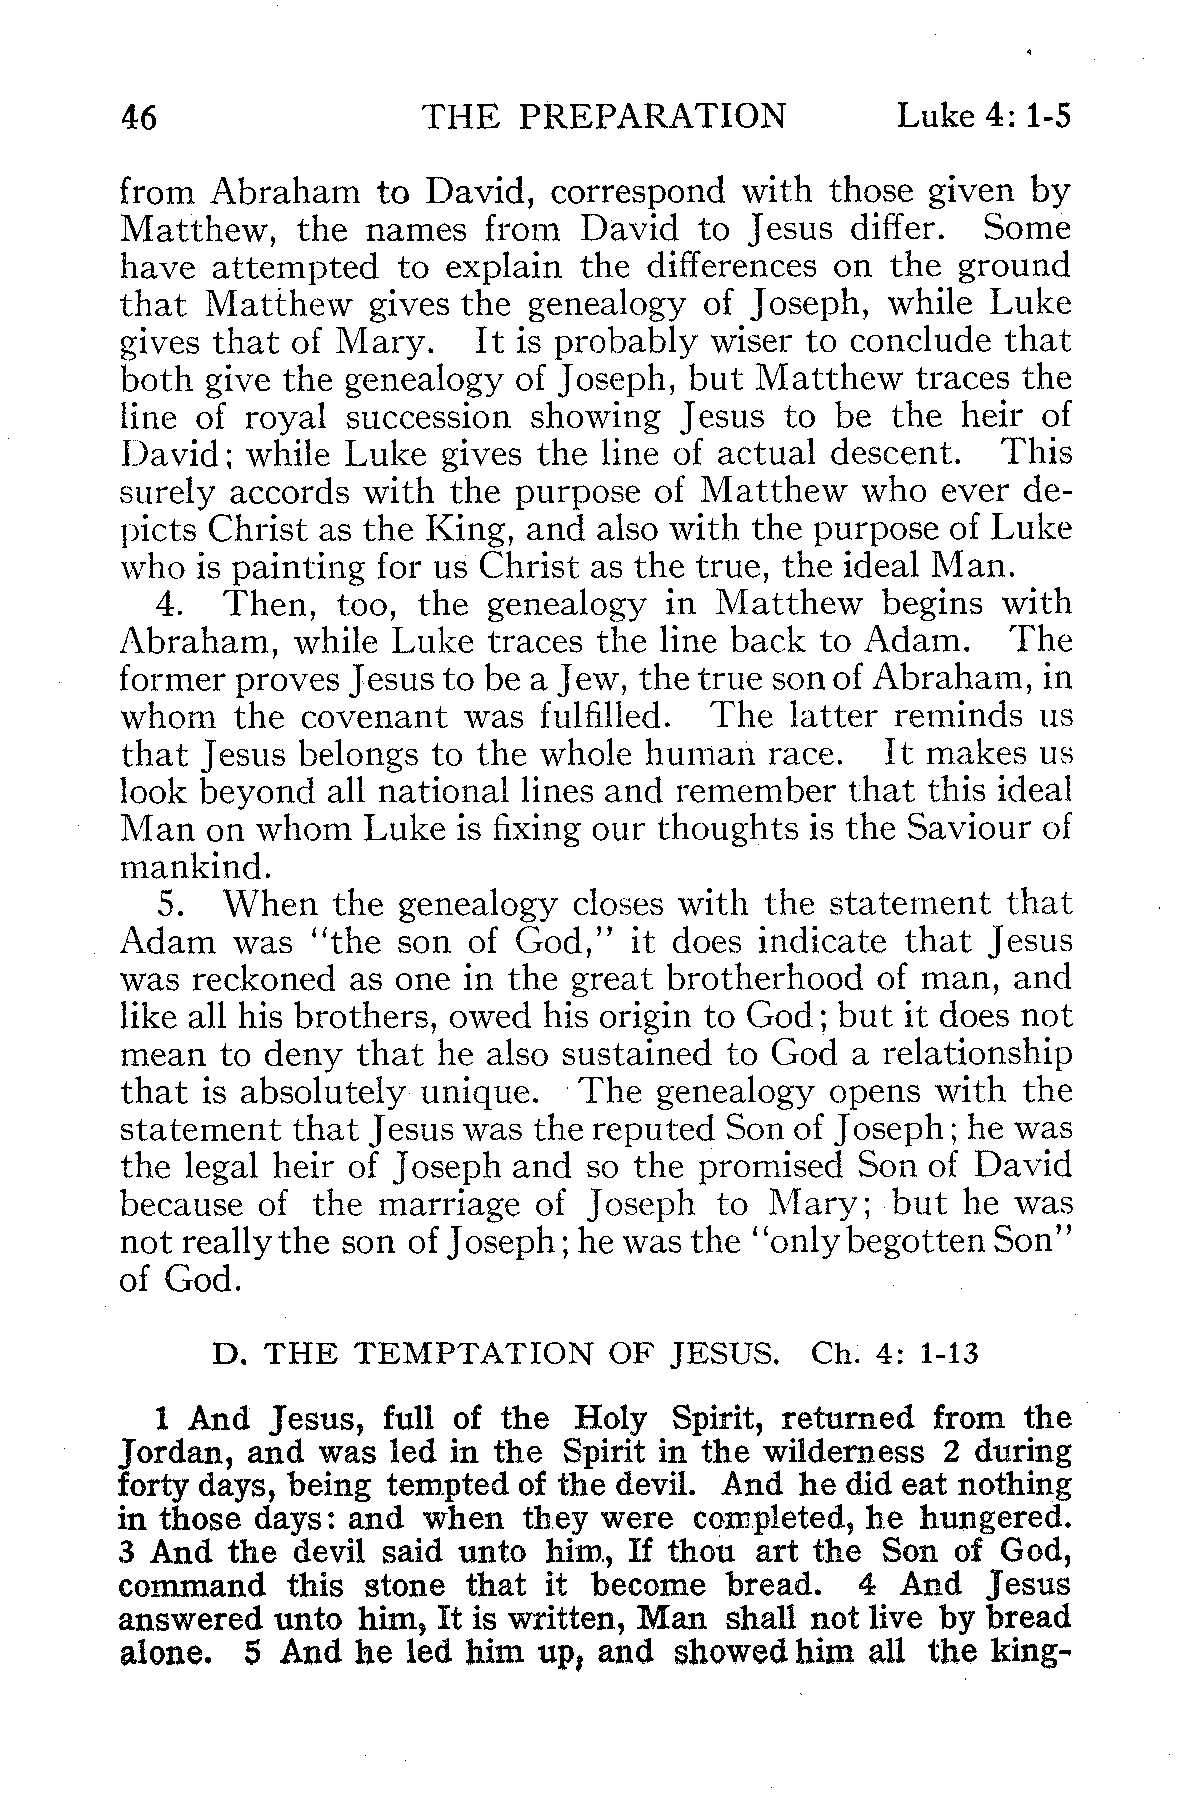 46 THE PREPARATION Luke 4: 1-5
from Abraham to David, correspond with those given by
Matthew, the names from David to Jesus differ. Some
have attempted to explain the differences on the ground
that Matthew gives the genealogy of Joseph, while Luke
gives that of Mary. It is probably wiser to conclude that
both give the genealogy of Joseph, but Matthew traces the
line of royal succession showing Jesus to be the heir of
David; while Luke gives the line of actual descent. This
surely accords with the purpose of Matthew who ever de-
picts Christ as the King, and also with the purpose of Luke
who is painting for us Christ as the true, the ideal Man.
4. Then, too, the genealogy in Matthew begins with
Abraham, while Luke traces the line back to Adam. The
former proves Jesus to be a Jew, the true son of Abraham, in
whom the covenant was fulfilled. The latter reminds us
that Jesus belongs to the whole human race. It makes us
look beyond all national lines and remember that this ideal
Man on whom Luke is fixing our thoughts is the Saviour of
mankind.
5. When the genealogy closes with the statement that
Adam was "the son of God," it does indicate that Jesus
was reckoned as one in the great brotherhood of man, and
like all his brothers, owed his origin to God; but it does not
mean to deny that he also sustained to God a relationship
that is absolutely unique. The genealogy opens with the
statement that Jesus was the reputed Son of Joseph; he was
the legal heir of Joseph and so the promised Son of David
because of the marriage of Joseph to Mary; but he was
not really the son of Joseph; he was the "only begotten Son"
of God.
D. THE TEMPTATION OF JESUS. Ch. 4: 1-13
1 And Jesus, full of the Holy Spirit, returned from the
Jordan, and was led in the Spirit in the wilderness 2 during
forty days, being tempted of the devil. And he did eat nothing
in those days: and when they were completed, he hungered.
3 And the devil said unto him, If thou art the Son of God,
command this stone that it become bread. 4 And Jesus
answered unto him, It is written, Man shall not live by bread
alone. 5 And he led him up, and showed him all the king-